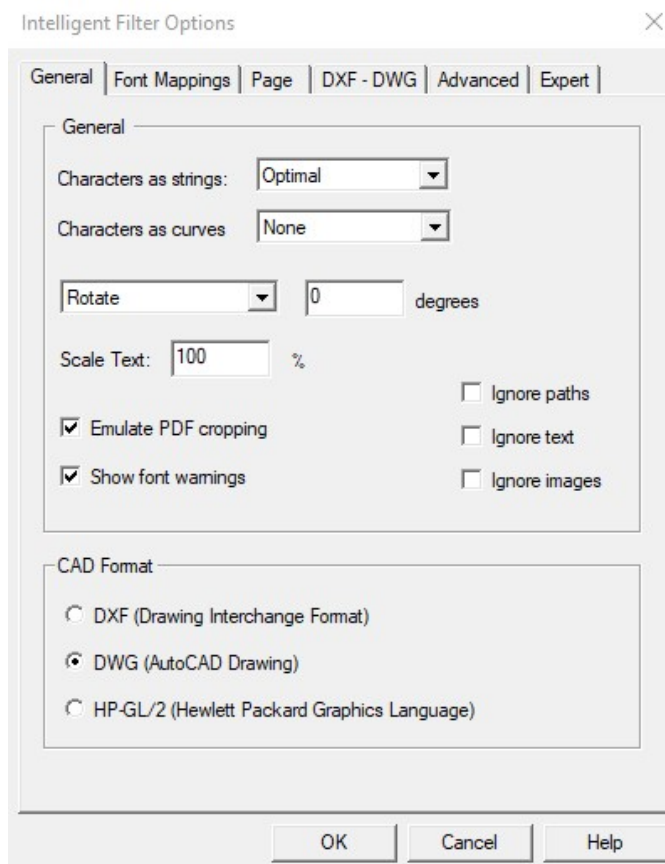 Intelligent Filter Options
General Font Mappings Page DXF - DWG Advanced Expert
General
Characters as strings: Optimal
Characters as curves None
Rotate 0 degrees
Scale Text: 100 %
Ignore paths
Emulate PDF cropping
Ignore text
Show font warnings
Ignore images
CAD Format
DXF (Drawing Interchange Format)
DWG (AutoCAD Drawing)
HP-GL/2 (Hewlett Packard Graphics Language)
OK Cancel Help